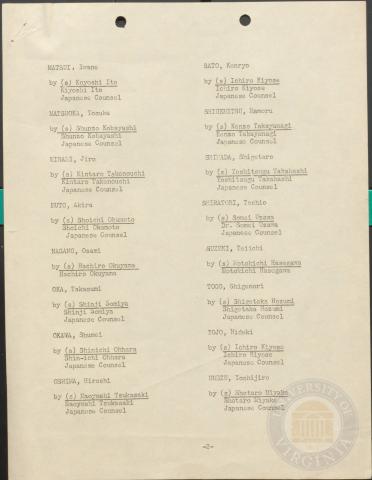 MATSUI, Iwane
by (s) Kiyoshi Ito
Kiyoshi Ito
Japanese Counsel
MATSUOKA, Yosuke
by (s) Shunzo Kobayashi
Shunzo Kobayashi
Japanese Counsel
MINAMI, Jiro
by (s) Kintaro Takenouchi
Kintaro Takenouchi
Japanese Counsel
MUTO, Akira
by (s) Shoichi Okamoto
Shoichi Okamoto
Japanese Counsel
NAGANO, Osami
by (s) Hachiro Okuyama
Hachiro Okuyama
OKA, Takasumi
by (s) Shinji Somiya
Shinji Somiya
Japanese Counsel
OKAWA, Shumei
by (s) Shinichi Ohhara
Shin-ichi Ohhara
Japanese Counsel
OSHIMA, Hiroshi
by (s) Naoyoshi Tsukasaki
Naoyoshi Tsukasaki
Japanese Counsel
SATO, Kenryo
by (s) Ichiro Kiyose
Ichiro Kiyose
Japanese Counsel
SHIGEMITSU, Mamoru
by (s) Kenzo Takayanagi
Kenzo Takayanagi
Japanese Counsel
SHIMADA, Shigetaro
by (s) Yoshitsugu Takahashi
Yoshitsugu Takahashi
Japanese Counsel
SHIRATORI, Toshio
by (s) Somei Uzawa
Dr. Somei Uzawa
Japanese Counsel
SUZUKI, Teiichi
by (s) Motokichi Hasegawa
Motokichi Hasegawa
TOGO, Shigenori
by (s) Shigetaka Hozumi
Shigetaka Hozumi
Japanese Counsel
TOJO, Hideki
by (s) Ichiro Kiyose
Ichiro Kiyose
Japanese Counsel
UMEZU, Yoshijiro
by (s) Shotaro Miyake
Shotaro Miyake
Japanese Counsel
-2-
UNIVERSITY OF VIRGINIA